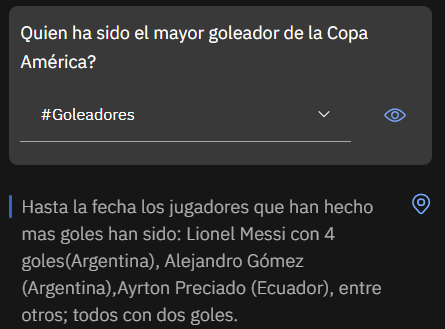 Quien ha sido el mayor goleador de la Copa
América?
#Goleadores
Hasta la fecha los jugadores que han hecho
mas goles han sido: Lionel Messi con 4
goles(Argentina), Alejandro Gómez
(Argentina),Ayrton Preciado (Ecuador), entre
otros; todos con dos goles.